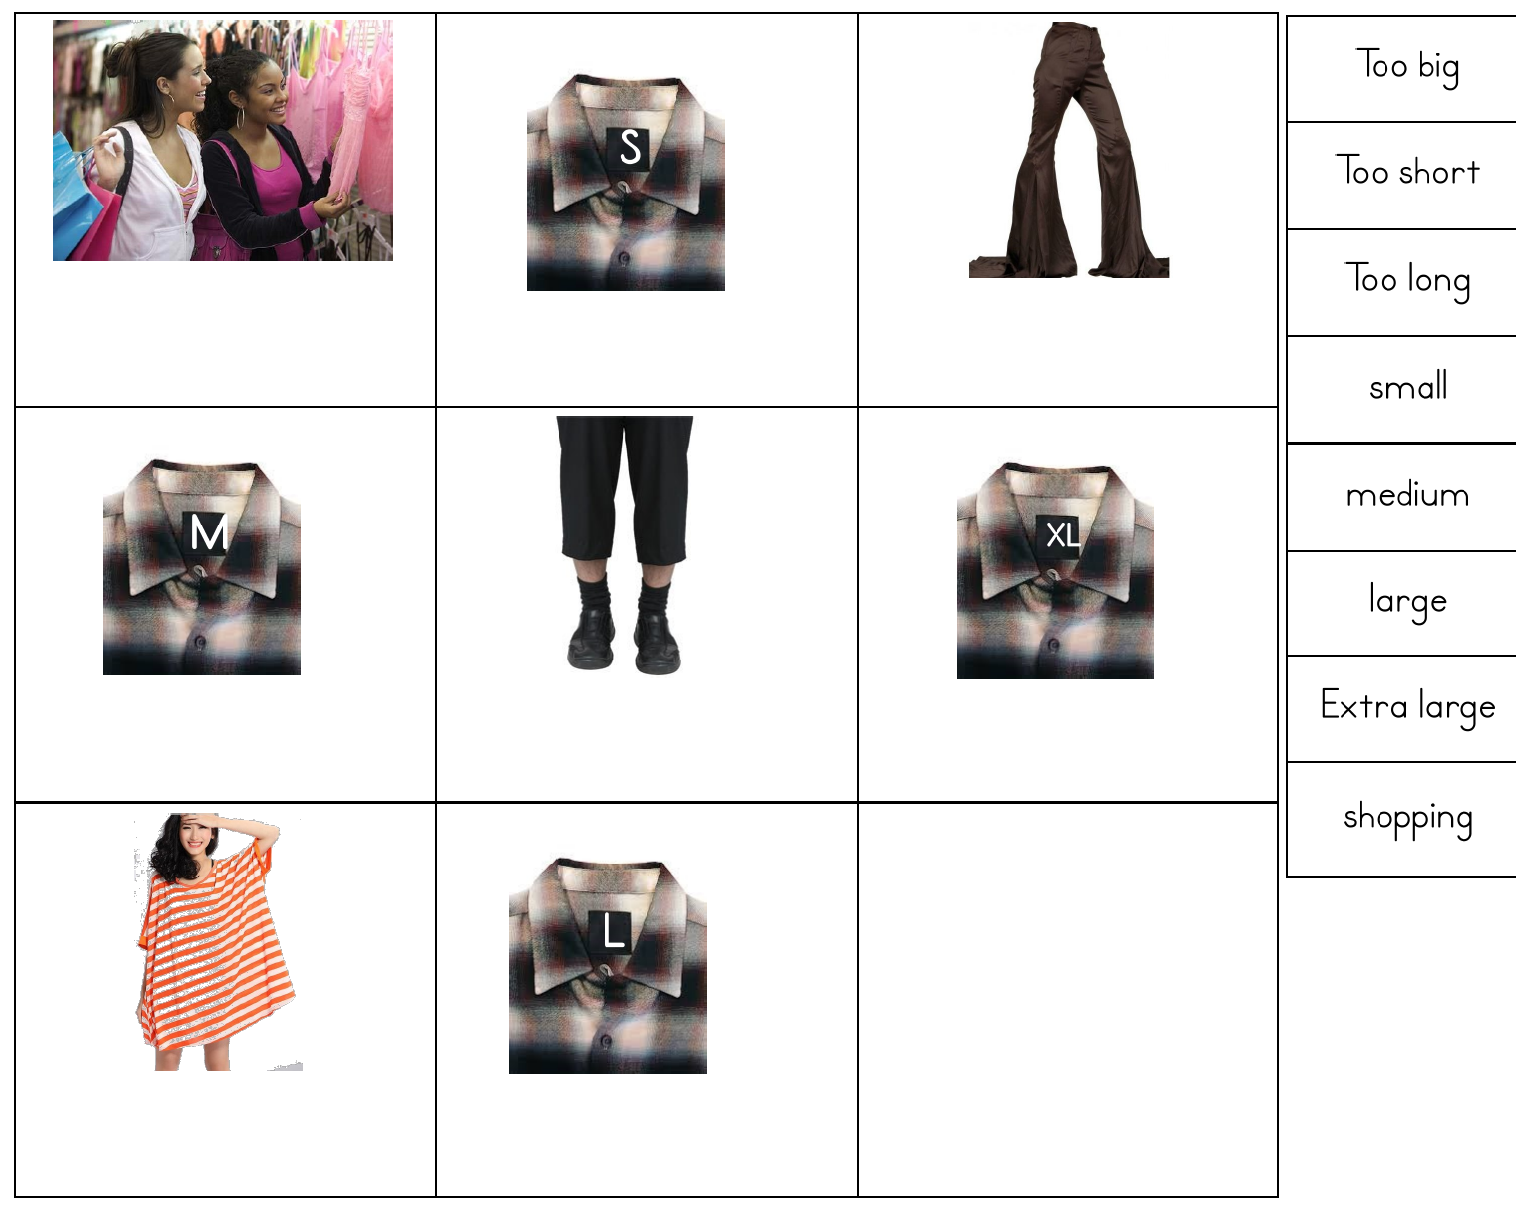 S
M
XL
L
Too big
Too short
Too long
small
medium
large
Extra large
shopping